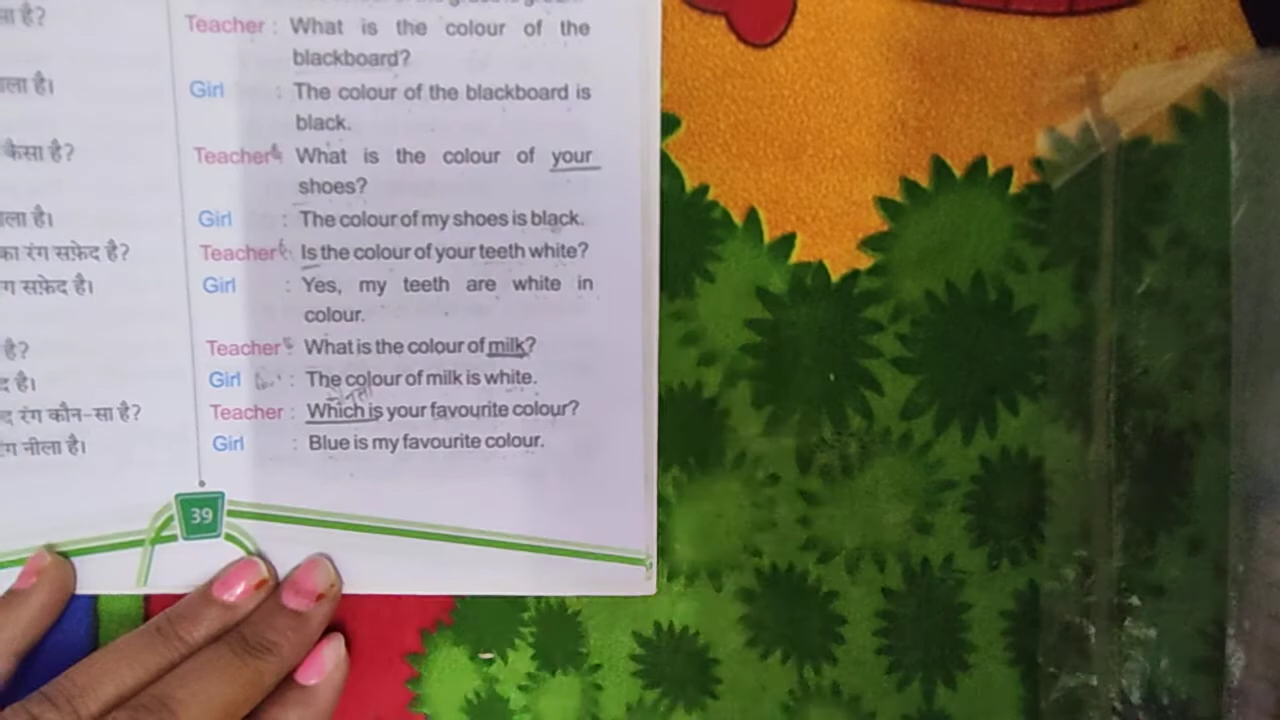 सा है?
ला है।
कैसा है?
ला है।
का रंग सफ़ेद है?
ग सफ़ेद है।
है?
द है।
द रंग कौन-सा है?
ग नीला है।
Teacher : What is the colour of the
blackboard?
Girl : The colour of the blackboard is
black.
Teacher : What is the colour of your
shoes?
Girl : The colour of my shoes is black.
Teacher : Is the colour of your teeth white?
Girl : Yes, my teeth are white in
colour.
Teacher : What is the colour of milk?
Girl : The colour of milk is white.
Teacher : Which is your favourite colour?
Girl : Blue is my favourite colour.
39